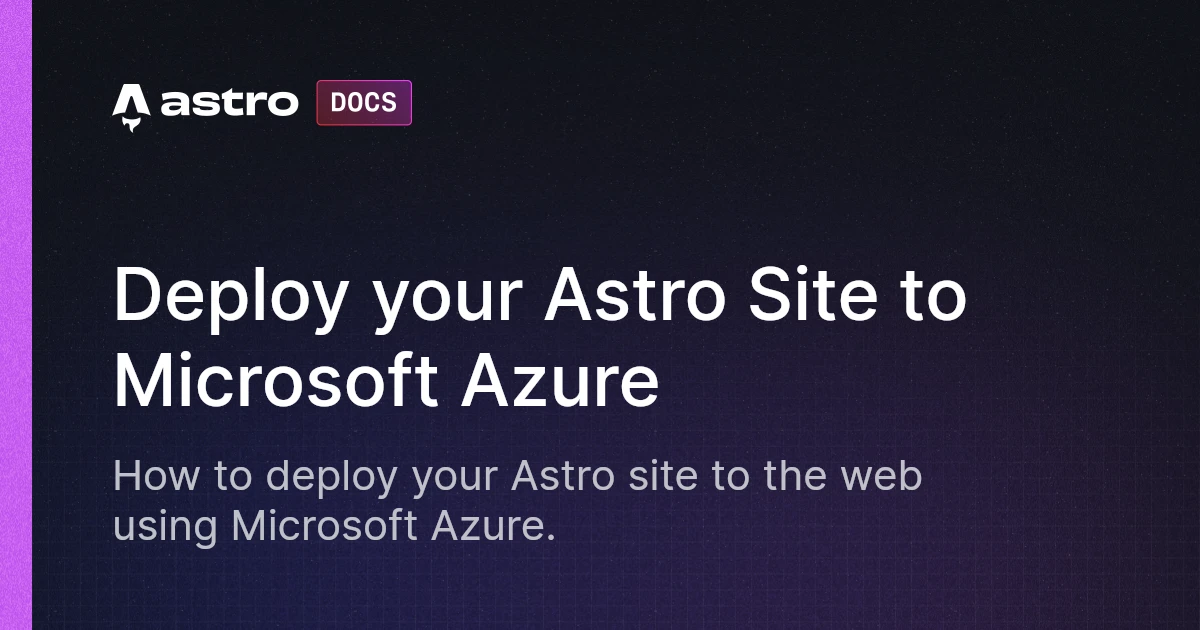 astro DOCS
Deploy your Astro Site to
Microsoft Azure
How to deploy your Astro site to the web
using Microsoft Azure.